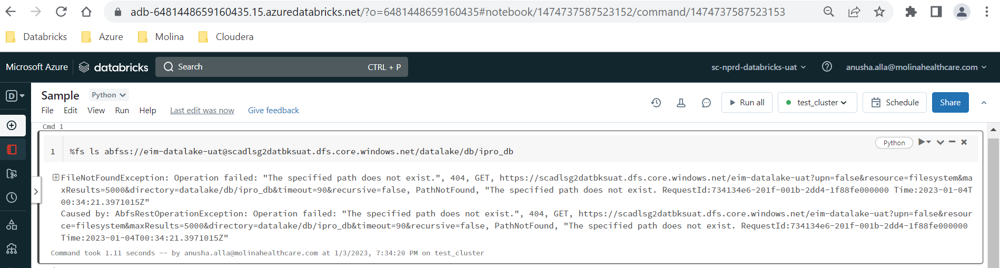 adb-6481448659160435.15.azuredatabricks.net/?o=6481448659160435#notebook/1474737587523152/command/1474737587523153
Databricks Azure Molina Cloudera
Microsoft Azure databricks Search CTRL + P sc-nprd-databricks-uat anusha.alla@molinahealthcare.com
D Sample Python
Run all test_cluster Schedule Share
File Edit View Run Help Last edit was now Give feedback
Cmd 1
Python
1 %fs ls abfss://eim-datalake-uat@scadlsg2datbksuat.dfs.core.windows.net/datalake/db/ipro_db
FileNotFoundException: Operation failed: "The specified path does not exist.", 404, GET, https://scadlsg2datbksuat.dfs.core.windows.net/eim-datalake-uat?upn=false&resource=filesystem&ma
xResults=5000&directory=datalake/db/ipro_db&timeout=90&recursive=false, PathNotFound, "The specified path does not exist. RequestId:734134e6-201f-001b-2dd4-1f88fe000000 Time:2023-01-04T
00:34:21.3971015Z"
Caused by: AbfsRestOperationException: Operation failed: "The specified path does not exist.", 404, GET, https://scadlsg2datbksuat.dfs.core.windows.net/eim-datalake-uat?upn=false&resour
ce=filesystem&maxResults=5000&directory=datalake/db/ipro_db&timeout=90&recursive=false, PathNotFound, "The specified path does not exist. RequestId:734134e6-201f-001b-2dd4-1f88fe000000
Time:2023-01-04T00:34:21.3971015Z"
Command took 1.11 seconds -- by anusha.alla@molinahealthcare.com at 1/3/2023, 7:34:20 PM on test_cluster